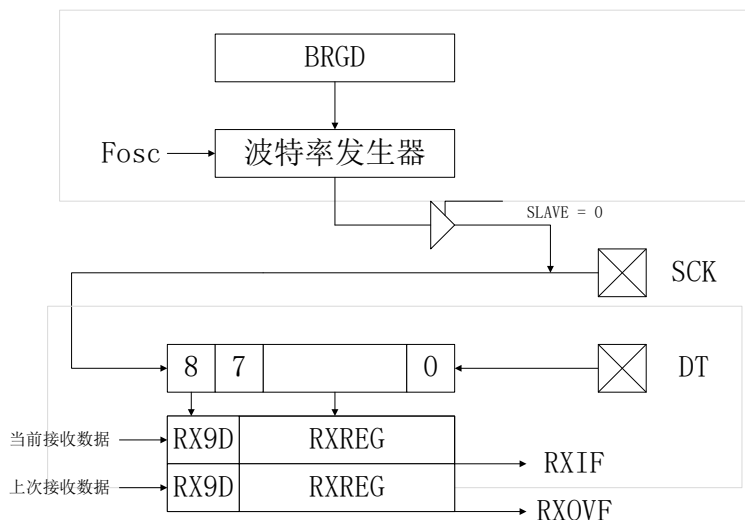 BRGD
Fosc
波特率发生器
SLAVE = 0
SCK
8 7 0
DT
当前接收数据
RX9D RXREG
RXIF
上次接收数据
RX9D RXREG
RXOVF